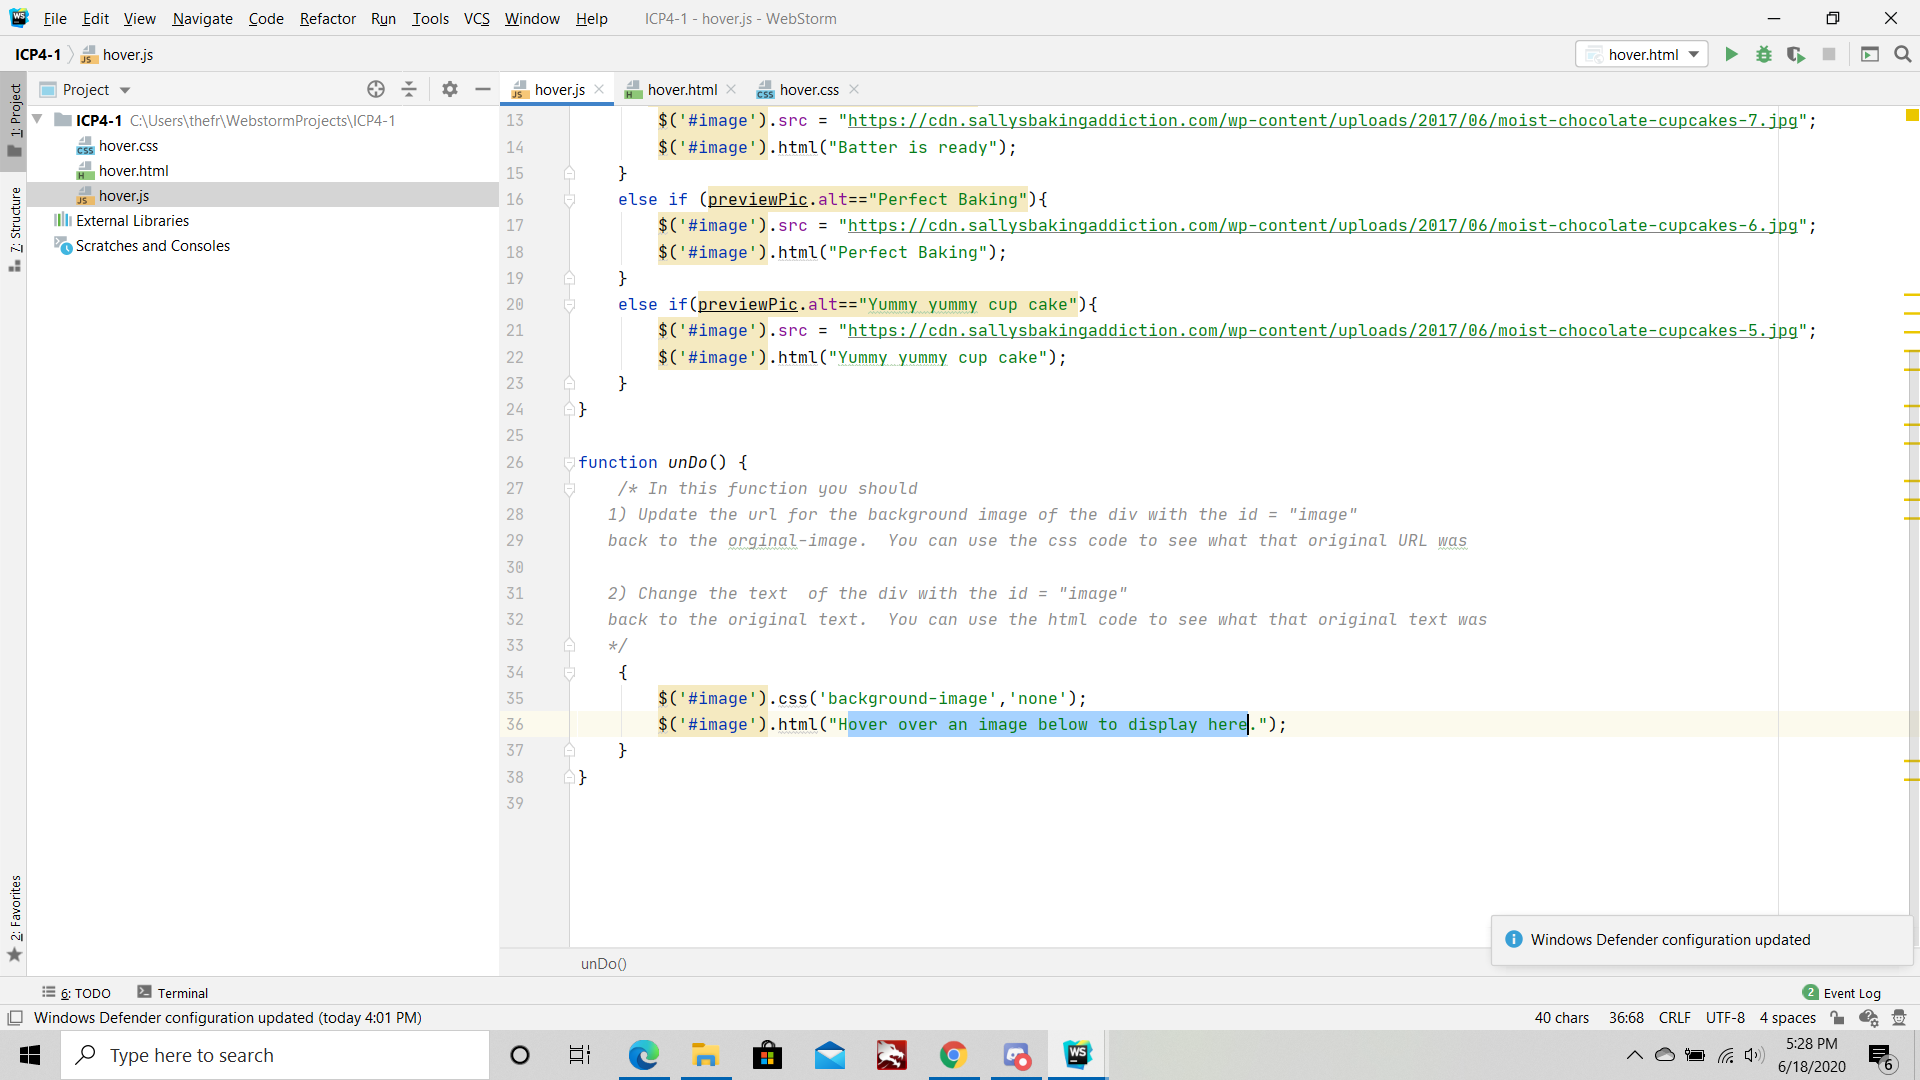 File Edit View Navigate Code Refactor Run Tools VCS Window Help ICP4-1 - hover.js - WebStorm
ICP4-1 hover.js hover.html
Project
hover.js hover.html hover.css
1: Project
7: Structure
2: Favorites
ICP4-1 C:\Users\thefr\WebstormProjects\ICP4-1
hover.css
hover.html
hover.js
External Libraries
Scratches and Consoles
13 $('#image').src = "https://cdn.sallysbakingaddiction.com/wp-content/uploads/2017/06/moist-chocolate-cupcakes-7.jpg";
14 $('#image').html("Batter is ready");
15 }
16 else if (previewPic.alt=="Perfect Baking"){
17 $('#image').src = "https://cdn.sallysbakingaddiction.com/wp-content/uploads/2017/06/moist-chocolate-cupcakes-6.jpg";
18 $('#image').html("Perfect Baking");
19 }
20 else if(previewPic.alt=="Yummy yummy cup cake"){
21 $('#image').src = "https://cdn.sallysbakingaddiction.com/wp-content/uploads/2017/06/moist-chocolate-cupcakes-5.jpg";
22 $('#image').html("Yummy yummy cup cake");
23 }
24 }
25
26 function unDo() {
27 /* In this function you should
28 1) Update the url for the background image of the div with the id = "image"
29 back to the orginal-image. You can use the css code to see what that original URL was
30
31 2) Change the text of the div with the id = "image"
32 back to the original text. You can use the html code to see what that original text was
33 */
34 {
35 $('#image').css('background-image','none');
36 $('#image').html("Hover over an image below to display here.");
37 }
38 }
39
Windows Defender configuration updated
unDo()
6: TODO Terminal 2 Event Log
Windows Defender configuration updated (today 4:01 PM) 40 chars 36:68 CRLF UTF-8 4 spaces
Type here to search
WS
5:28 PM
6/18/2020
6